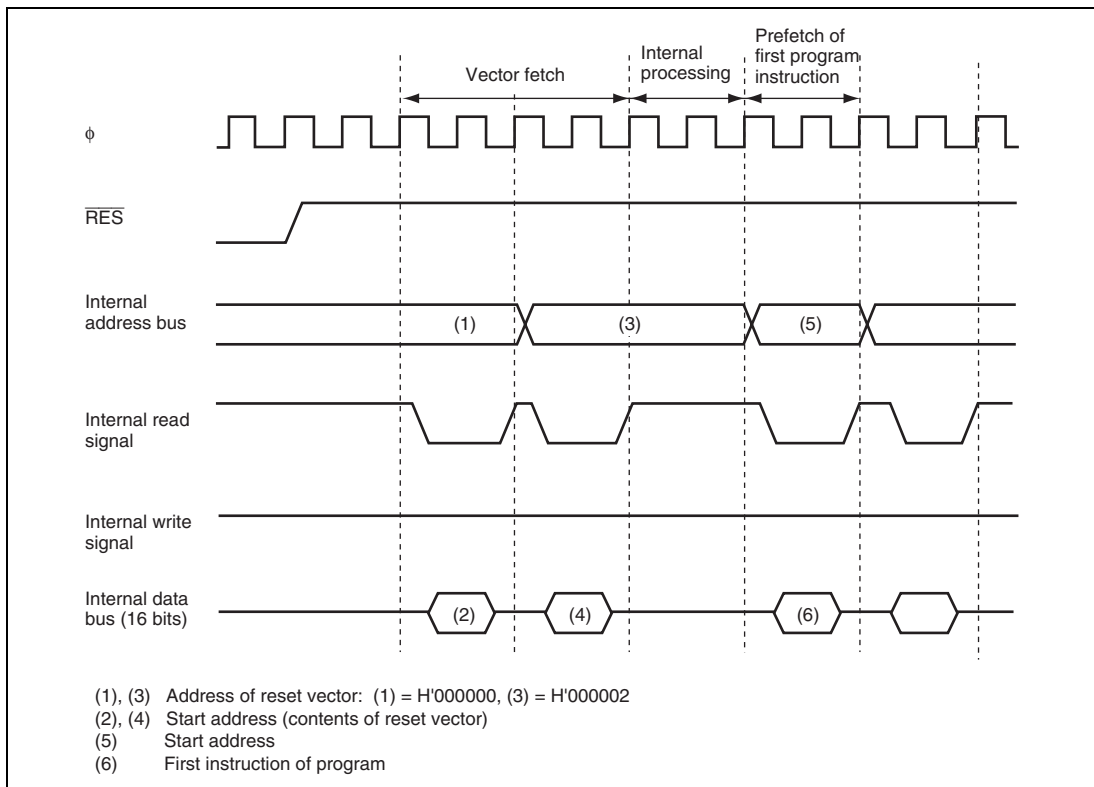 Vector fetch
Internal
processing
Prefetch of
first program
instruction
ϕ
RES
Internal
address bus
(1)
(3)
(5)
Internal read
signal
Internal write
signal
Internal data
bus (16 bits)
(2)
(4)
(6)
(1), (3) Address of reset vector: (1) = H'000000, (3) = H'000002
(2), (4) Start address (contents of reset vector)
(5) Start address
(6) First instruction of program